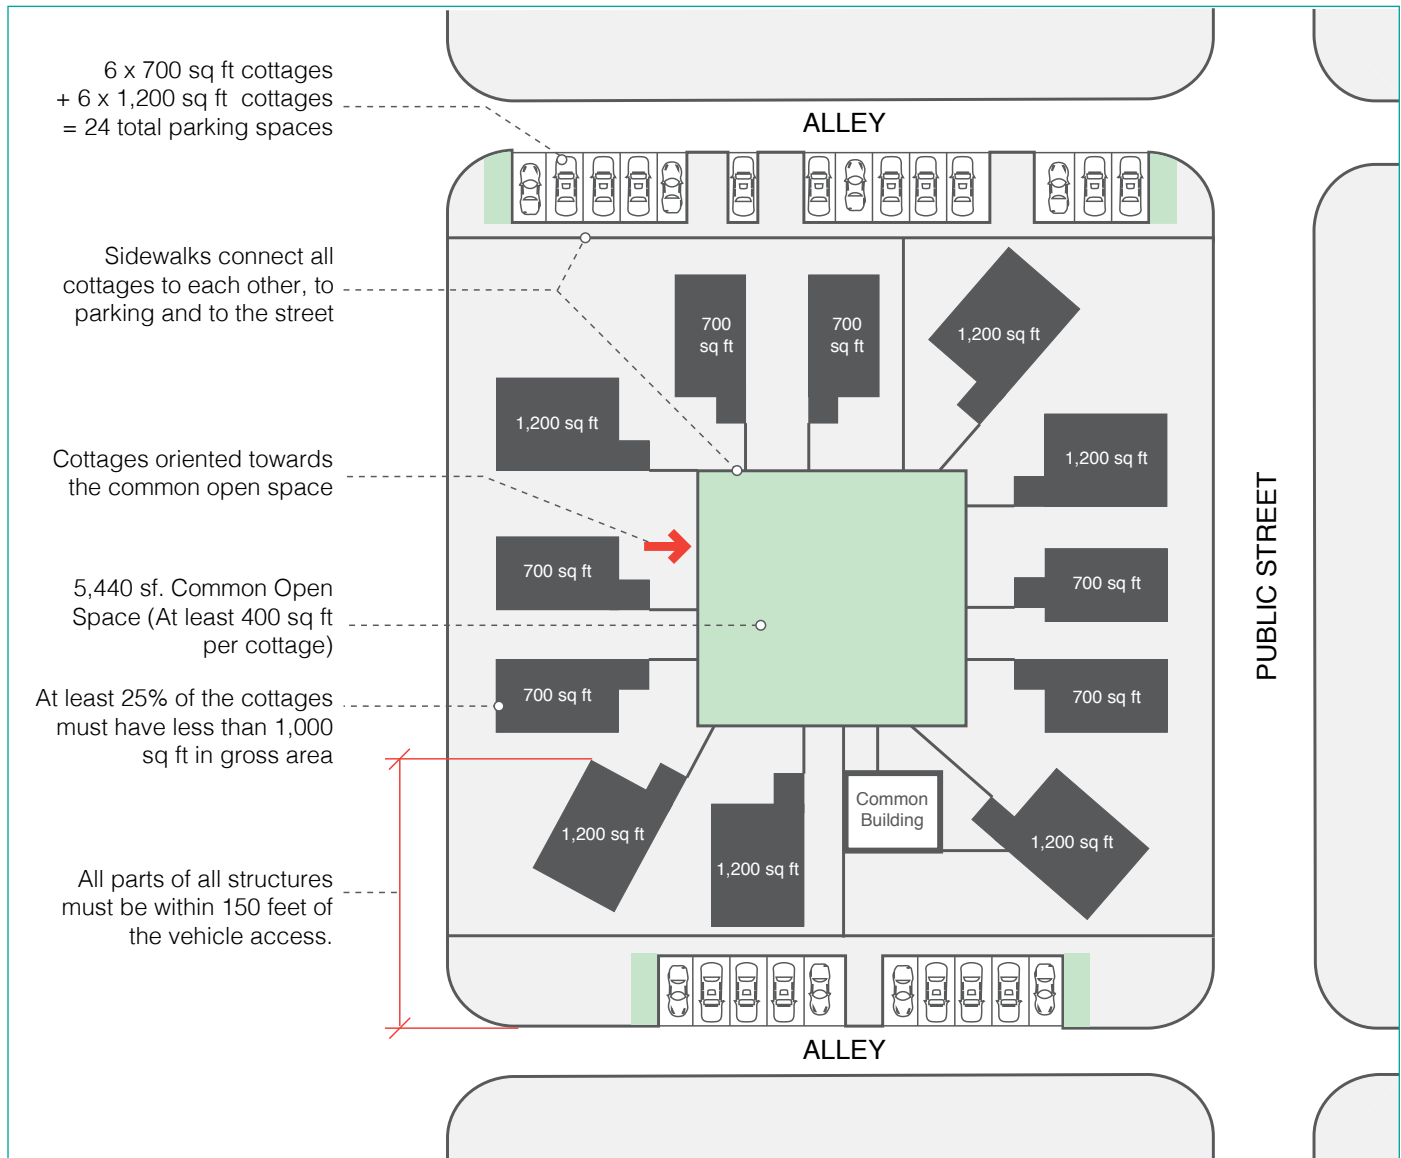 6 x 700 sq ft cottages
+ 6 x 1,200 sq ft cottages
= 24 total parking spaces
ALLEY
Sidewalks connect all
cottages to each other, to
parking and to the street
700
sq ft
700
sq ft
1,200 sq ft
1,200 sq ft
1,200 sq ft
Cottages oriented towards
the common open space
PUBLIC STREET
700 sq ft
700 sq ft
5,440 sf. Common Open
Space (At least 400 sq ft
per cottage)
700 sq ft
700 sq ft
At least 25% of the cottages
must have less than 1,000
sq ft in gross area
Common
Building
1,200 sq ft
1,200 sq ft
1,200 sq ft
All parts of all structures
must be within 150 feet of
the vehicle access.
ALLEY